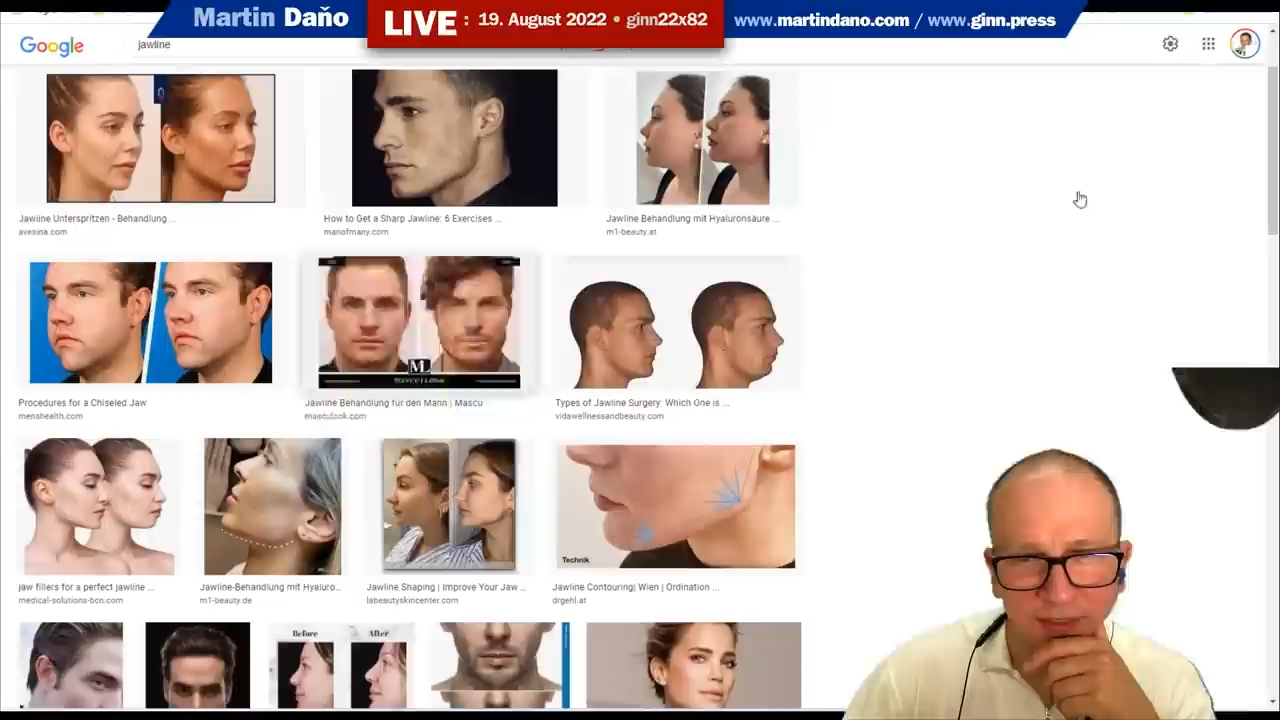 Martin Daňo
LIVE : 19. August 2022 • ginn22x82
www.martindano.com / www.ginn.press
Google
jawline
Jawline Unterspritzen - Behandlung ...
avesina.com
How to Get a Sharp Jawline: 6 Exercises ...
manofmany.com
Jawline Behandlung mit Hyaluronsäure ...
m1-beauty.at
ML
Procedures for a Chiseled Jaw
menshealth.com
Jawline Behandlung für den Mann | Mascu
masculook.com
Types of Jawline Surgery: Which One is ...
vidawellnessandbeauty.com
Technik
jaw fillers for a perfect jawline ...
medical-solutions-bcn.com
Jawline-Behandlung mit Hyaluro...
m1-beauty.de
Jawline Shaping | Improve Your Jaw ...
labeautyskincenter.com
Jawline Contouring| Wien | Ordination ...
drgehl.at
Before After